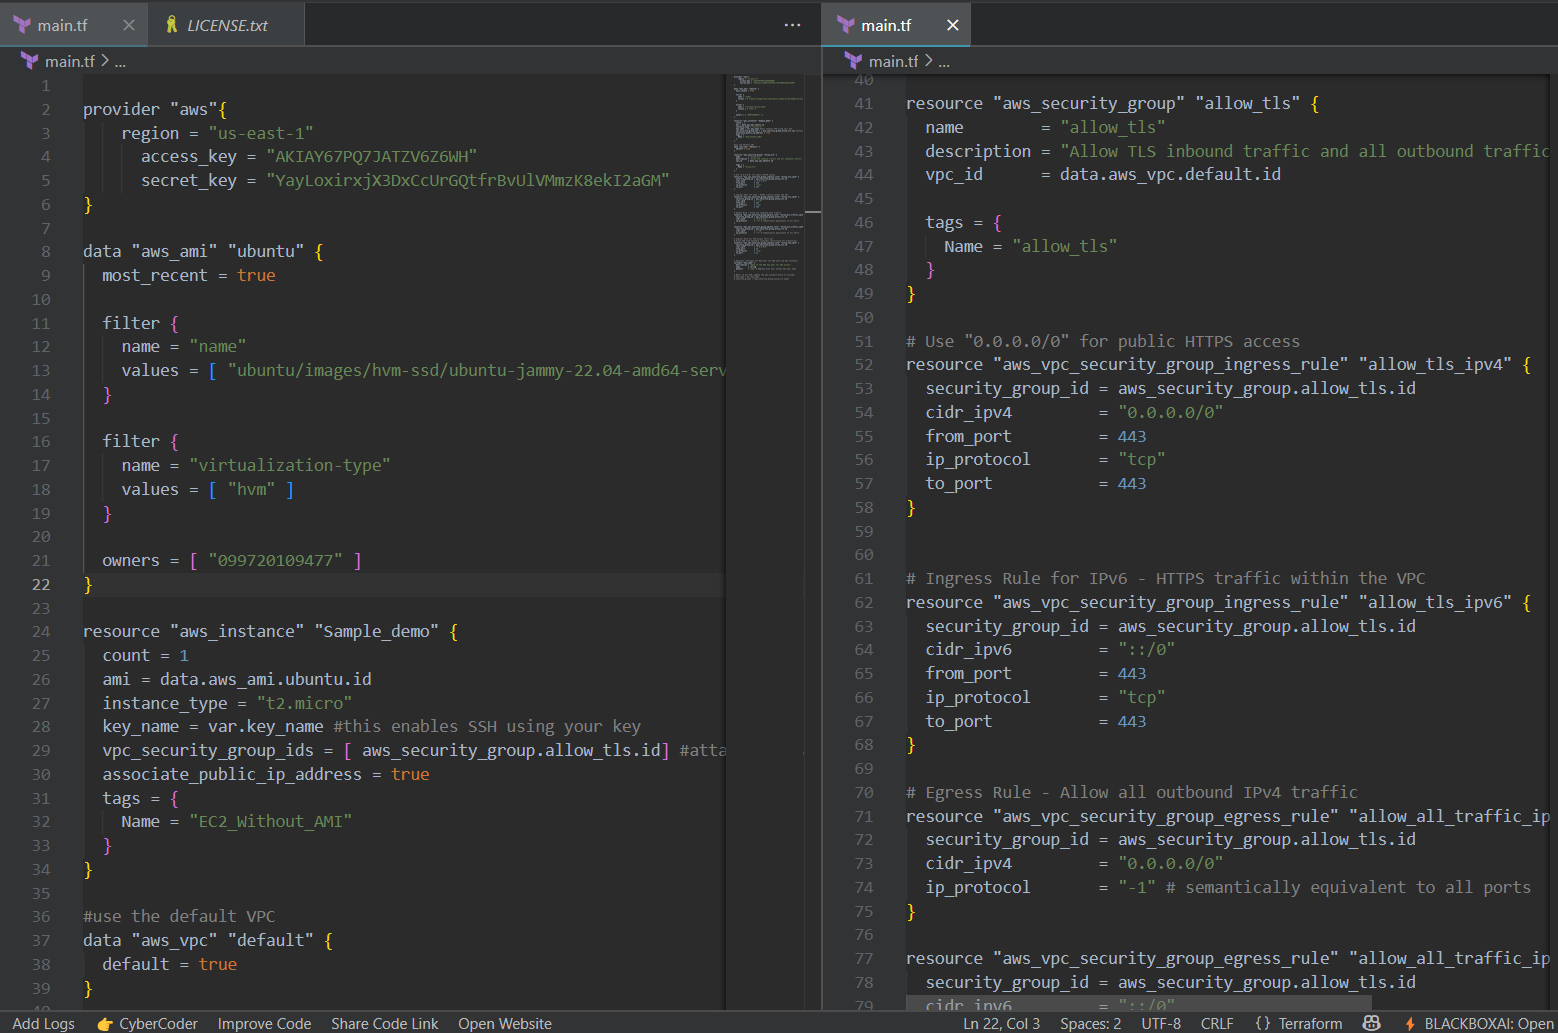 main.tf
LICENSE.txt
main.tf > ...
1
2 provider "aws"{
3 region = "us-east-1"
4 access_key = "AKIAY67PQ7JATZV6Z6WH"
5 secret_key = "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"
6 }
7
8 data "aws_ami" "ubuntu" {
9 most_recent = true
10
11 filter {
12 name = "name"
13 values = [ "ubuntu/images/hvm-ssd/ubuntu-jammy-22.04-amd64-serv
14 }
15
16 filter {
17 name = "virtualization-type"
18 values = [ "hvm" ]
19 }
20
21 owners = [ "099720109477" ]
22 }
23
24 resource "aws_instance" "Sample_demo" {
25 count = 1
26 ami = data.aws_ami.ubuntu.id
27 instance_type = "t2.micro"
28 key_name = var.key_name #this enables SSH using your key
29 vpc_security_group_ids = [ aws_security_group.allow_tls.id] #atta
30 associate_public_ip_address = true
31 tags = {
32 Name = "EC2_Without_AMI"
33 }
34 }
35
36 #use the default VPC
37 data "aws_vpc" "default" {
38 default = true
39 }
main.tf
main.tf > ...
40
41 resource "aws_security_group" "allow_tls" {
42 name = "allow_tls"
43 description = "Allow TLS inbound traffic and all outbound traffic
44 vpc_id = data.aws_vpc.default.id
45
46 tags = {
47 Name = "allow_tls"
48 }
49 }
50
51 # Use "0.0.0.0/0" for public HTTPS access
52 resource "aws_vpc_security_group_ingress_rule" "allow_tls_ipv4" {
53 security_group_id = aws_security_group.allow_tls.id
54 cidr_ipv4 = "0.0.0.0/0"
55 from_port = 443
56 ip_protocol = "tcp"
57 to_port = 443
58 }
59
60
61 # Ingress Rule for IPv6 - HTTPS traffic within the VPC
62 resource "aws_vpc_security_group_ingress_rule" "allow_tls_ipv6" {
63 security_group_id = aws_security_group.allow_tls.id
64 cidr_ipv6 = "::/0"
65 from_port = 443
66 ip_protocol = "tcp"
67 to_port = 443
68 }
69
70 # Egress Rule - Allow all outbound IPv4 traffic
71 resource "aws_vpc_security_group_egress_rule" "allow_all_traffic_ip
72 security_group_id = aws_security_group.allow_tls.id
73 cidr_ipv4 = "0.0.0.0/0"
74 ip_protocol = "-1" # semantically equivalent to all ports
75 }
76
77 resource "aws_vpc_security_group_egress_rule" "allow_all_traffic_ip
78 security_group_id = aws_security_group.allow_tls.id
79 cidr_ipv6 = "::/0"
Add Logs 👉 CyberCoder Improve Code Share Code Link Open Website Ln 22, Col 3 Spaces: 2 UTF-8 CRLF {} Terraform BLACKBOXAI: Open